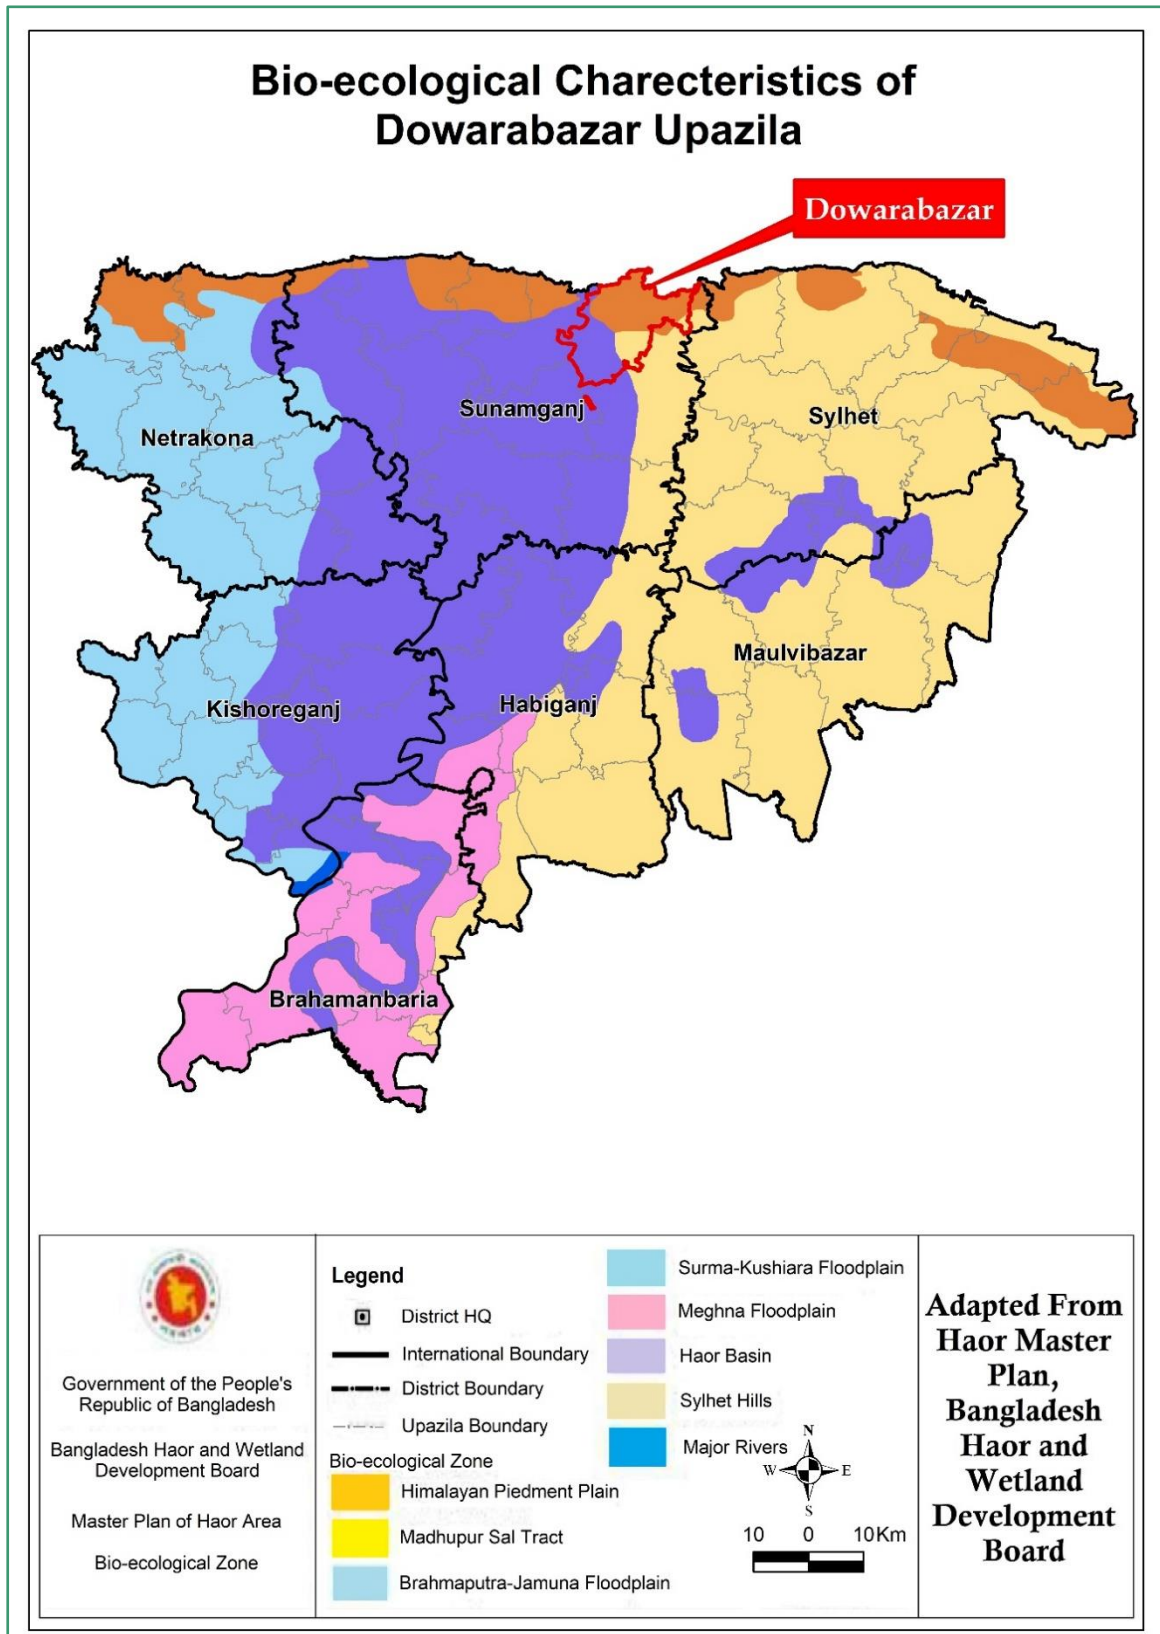 Bio-ecological Charecteristics of
Dowarabazar Upazila
Dowarabazar
Netrakona
Sunamganj
Sylhet
Kishoreganj
Habiganj
Maulvibazar
Brahamanbaria
Government of the People's
Republic of Bangladesh
Bangladesh Haor and Wetland
Development Board
Master Plan of Haor Area
Bio-ecological Zone
Legend
District HQ
International Boundary
District Boundary
Upazila Boundary
Bio-ecological Zone
Himalayan Piedment Plain
Madhupur Sal Tract
Brahmaputra-Jamuna Floodplain
Surma-Kushiara Floodplain
Meghna Floodplain
Haor Basin
Sylhet Hills
Major Rivers
N
W
E
S
10 0 10Km
Adapted From
Haor Master
Plan,
Bangladesh
Haor and
Wetland
Development
Board